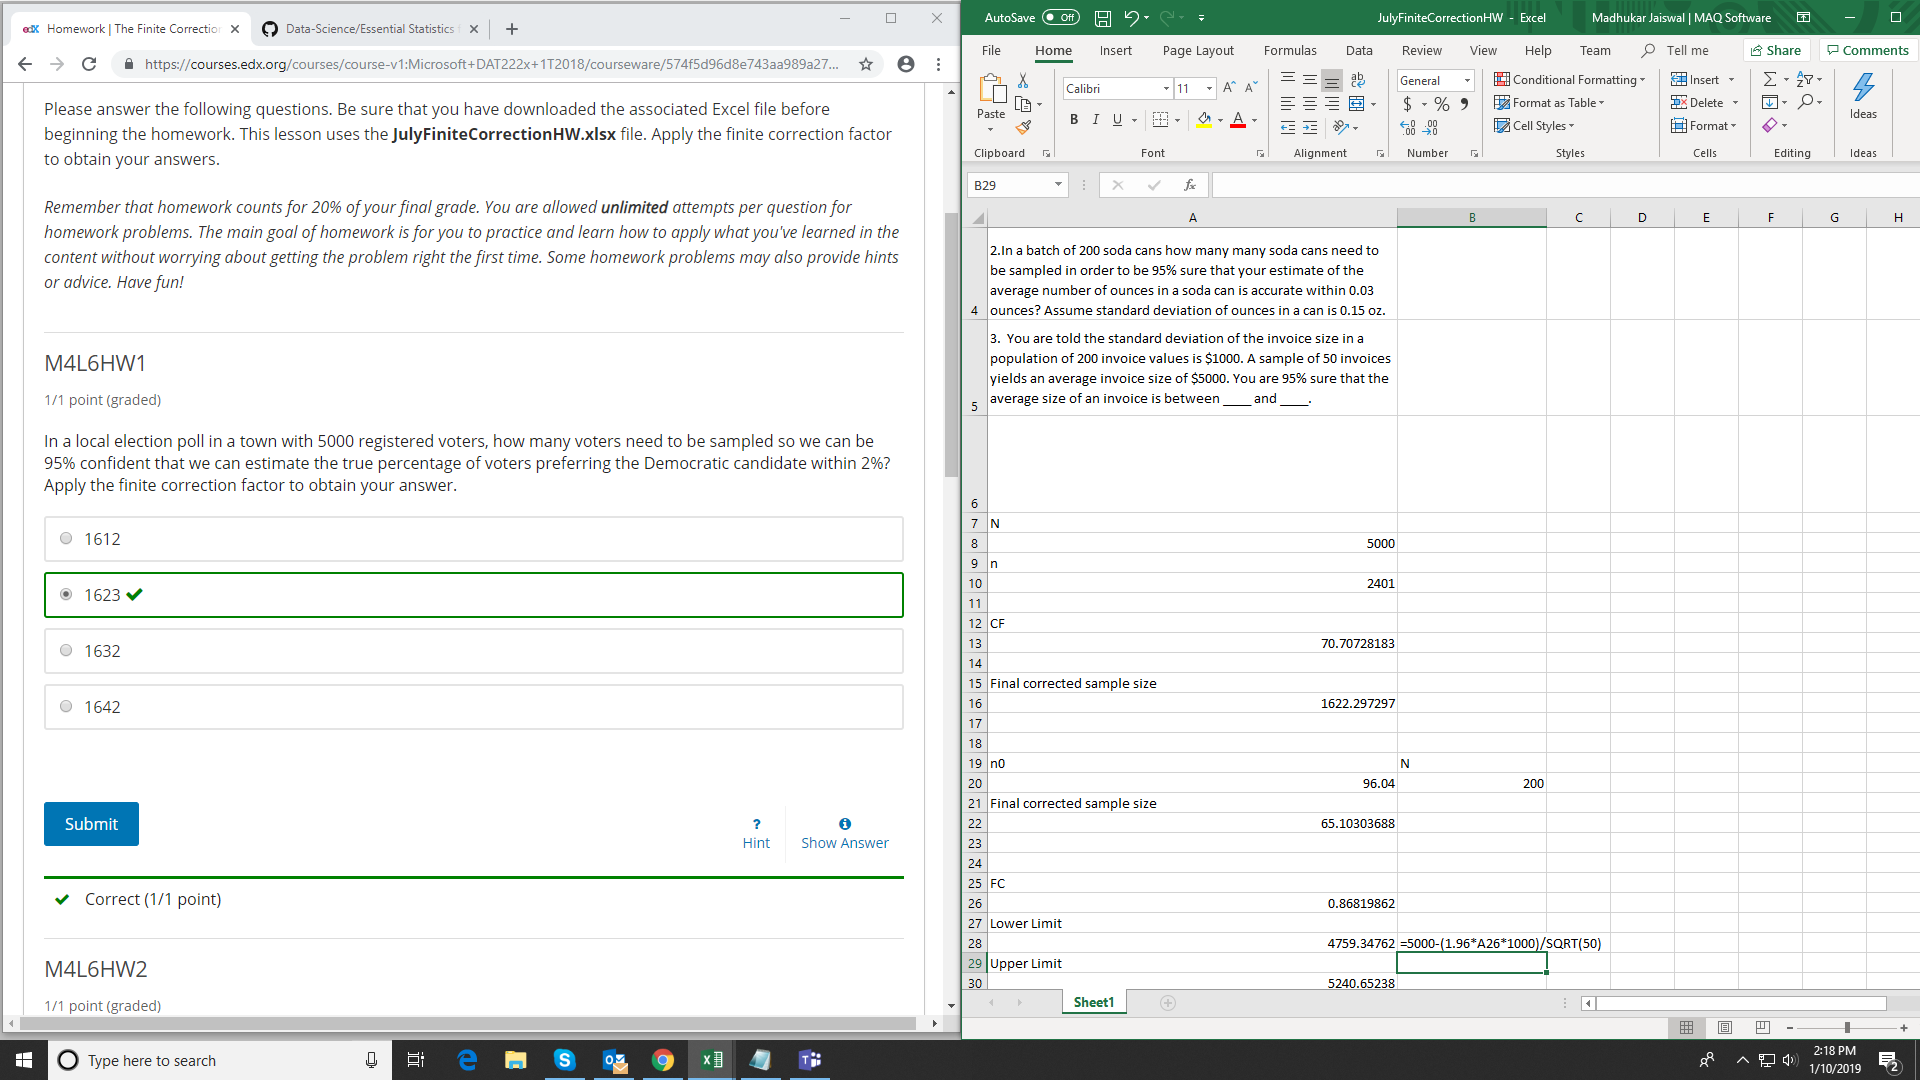 Homework | The Finite Correctio
Data-Science/Essential Statistics
https://courses.edx.org/courses/course-v1:Microsoft+DAT222x+1T2018/courseware/574f5d96d8e743aa989a27...
Please answer the following questions. Be sure that you have downloaded the associated Excel file before
beginning the homework. This lesson uses the JulyFiniteCorrectionHW.xlsx file. Apply the finite correction factor
to obtain your answers.
Remember that homework counts for 20% of your final grade. You are allowed unlimited attempts per question for
homework problems. The main goal of homework is for you to practice and learn how to apply what you've learned in the
content without worrying about getting the problem right the first time. Some homework problems may also provide hints
or advice. Have fun!
M4L6HW1
1/1 point (graded)
In a local election poll in a town with 5000 registered voters, how many voters need to be sampled so we can be
95% confident that we can estimate the true percentage of voters preferring the Democratic candidate within 2%?
Apply the finite correction factor to obtain your answer.
1612
1623
1632
1642
Submit
? Hint
Show Answer
Correct (1/1 point)
M4L6HW2
1/1 point (graded)
AutoSave Off
JulyFiniteCorrectionHW - Excel
Madhukar Jaiswal | MAQ Software
File Home Insert Page Layout Formulas Data Review View Help Team Tell me Share Comments
Paste
Calibri 11
B I U
General
$ % 9
Conditional Formatting
Format as Table
Cell Styles
Insert
Delete
Format
Ideas
Clipboard Font Alignment Number Styles Cells Editing Ideas
B29 fx
A B C D E F G H
2.In a batch of 200 soda cans how many many soda cans need to
be sampled in order to be 95% sure that your estimate of the
average number of ounces in a soda can is accurate within 0.03
4 ounces? Assume standard deviation of ounces in a can is 0.15 oz.
3. You are told the standard deviation of the invoice size in a
population of 200 invoice values is $1000. A sample of 50 invoices
yields an average invoice size of $5000. You are 95% sure that the
5 average size of an invoice is between ____ and ____.
6
7 N
8 5000
9 n
10 2401
11
12 CF
13 70.70728183
14
15 Final corrected sample size
16 1622.297297
17
18
19 n0 N
20 96.04 200
21 Final corrected sample size
22 65.10303688
23
24
25 FC
26 0.86819862
27 Lower Limit
28 4759.34762 =5000-(1.96*A26*1000)/SQRT(50)
29 Upper Limit
30 5240.65238
Sheet1
Type here to search
2:18 PM
1/10/2019
2